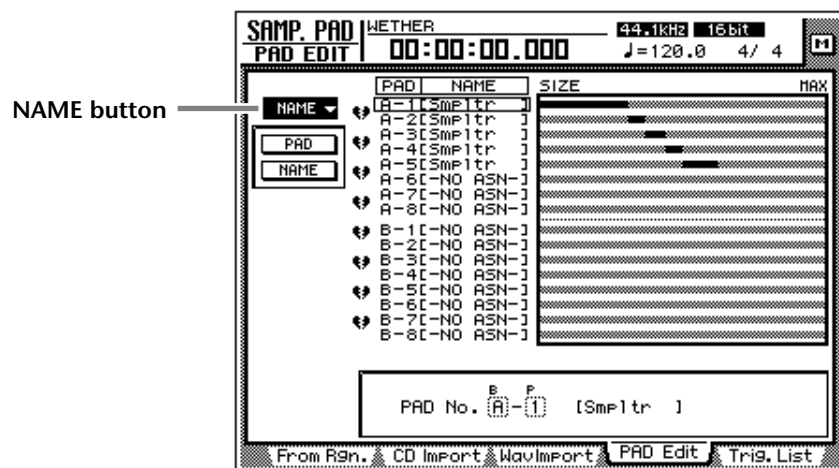 SAMP. PAD WETHER 44.1kHz 16bit
PAD EDIT 00:00:00.000 ♩=120.0 4/ 4 M
PAD NAME SIZE MAX
NAME button NAME
A-1[Smpltr ]
A-2[Smpltr ]
PAD A-3[Smpltr ]
A-4[Smpltr ]
NAME A-5[Smpltr ]
A-6[-NO ASN-]
A-7[-NO ASN-]
A-8[-NO ASN-]
B-1[-NO ASN-]
B-2[-NO ASN-]
B-3[-NO ASN-]
B-4[-NO ASN-]
B-5[-NO ASN-]
B-6[-NO ASN-]
B-7[-NO ASN-]
B-8[-NO ASN-]
B P
PAD No. A-1 [Smpltr ]
From Rgn. CD Import WavImport PAD Edit Trig. List